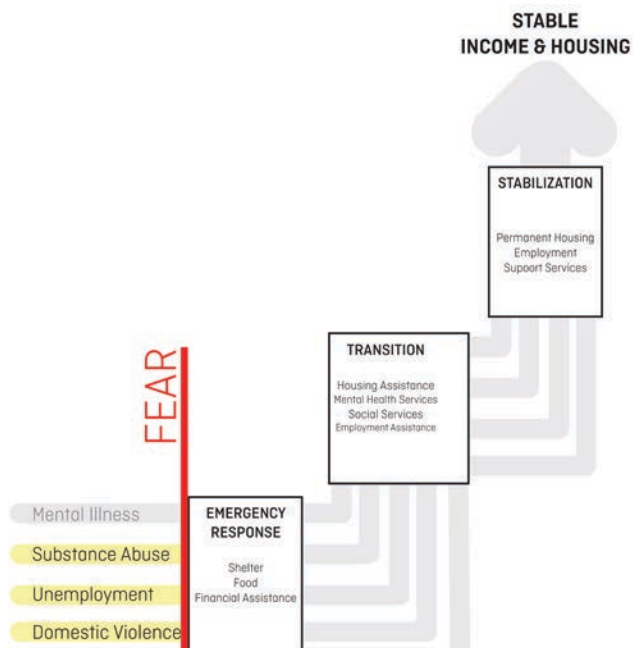 STABLE
INCOME & HOUSING
STABILIZATION
Permanent Housing
Employment
Support Services
TRANSITION
Housing Assistance
Mental Health Services
Social Services
Employment Assistance
FEAR
Mental Illness
Substance Abuse
Unemployment
Domestic Violence
EMERGENCY
RESPONSE
Shelter
Food
Financial Assistance